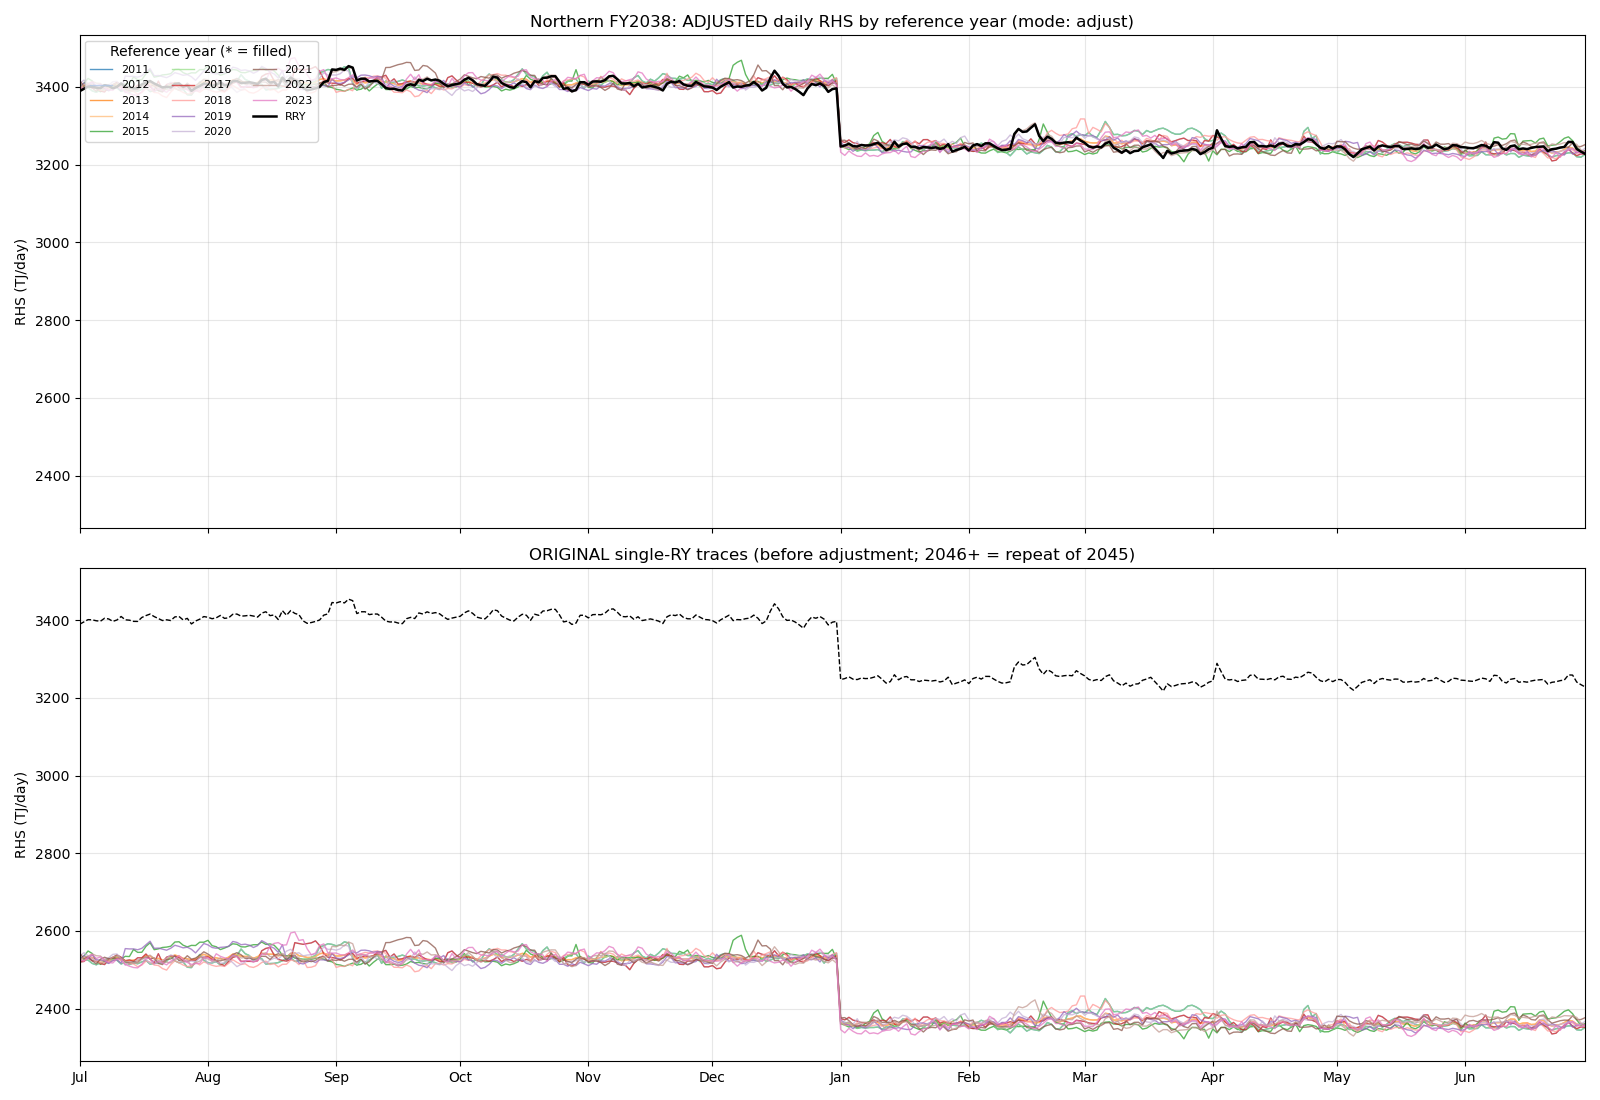 Northern FY2038: ADJUSTED daily RHS by reference year (mode: adjust)
Reference year (* = filled)
2011 2016 2021
2012 2017 2022
2013 2018 2023
2014 2019 RRY
2015 2020
RHS (TJ/day)
3400
3200
3000
2800
2600
2400
ORIGINAL single-RY traces (before adjustment; 2046+ = repeat of 2045)
RHS (TJ/day)
3400
3200
3000
2800
2600
2400
Jul Aug Sep Oct Nov Dec Jan Feb Mar Apr May Jun